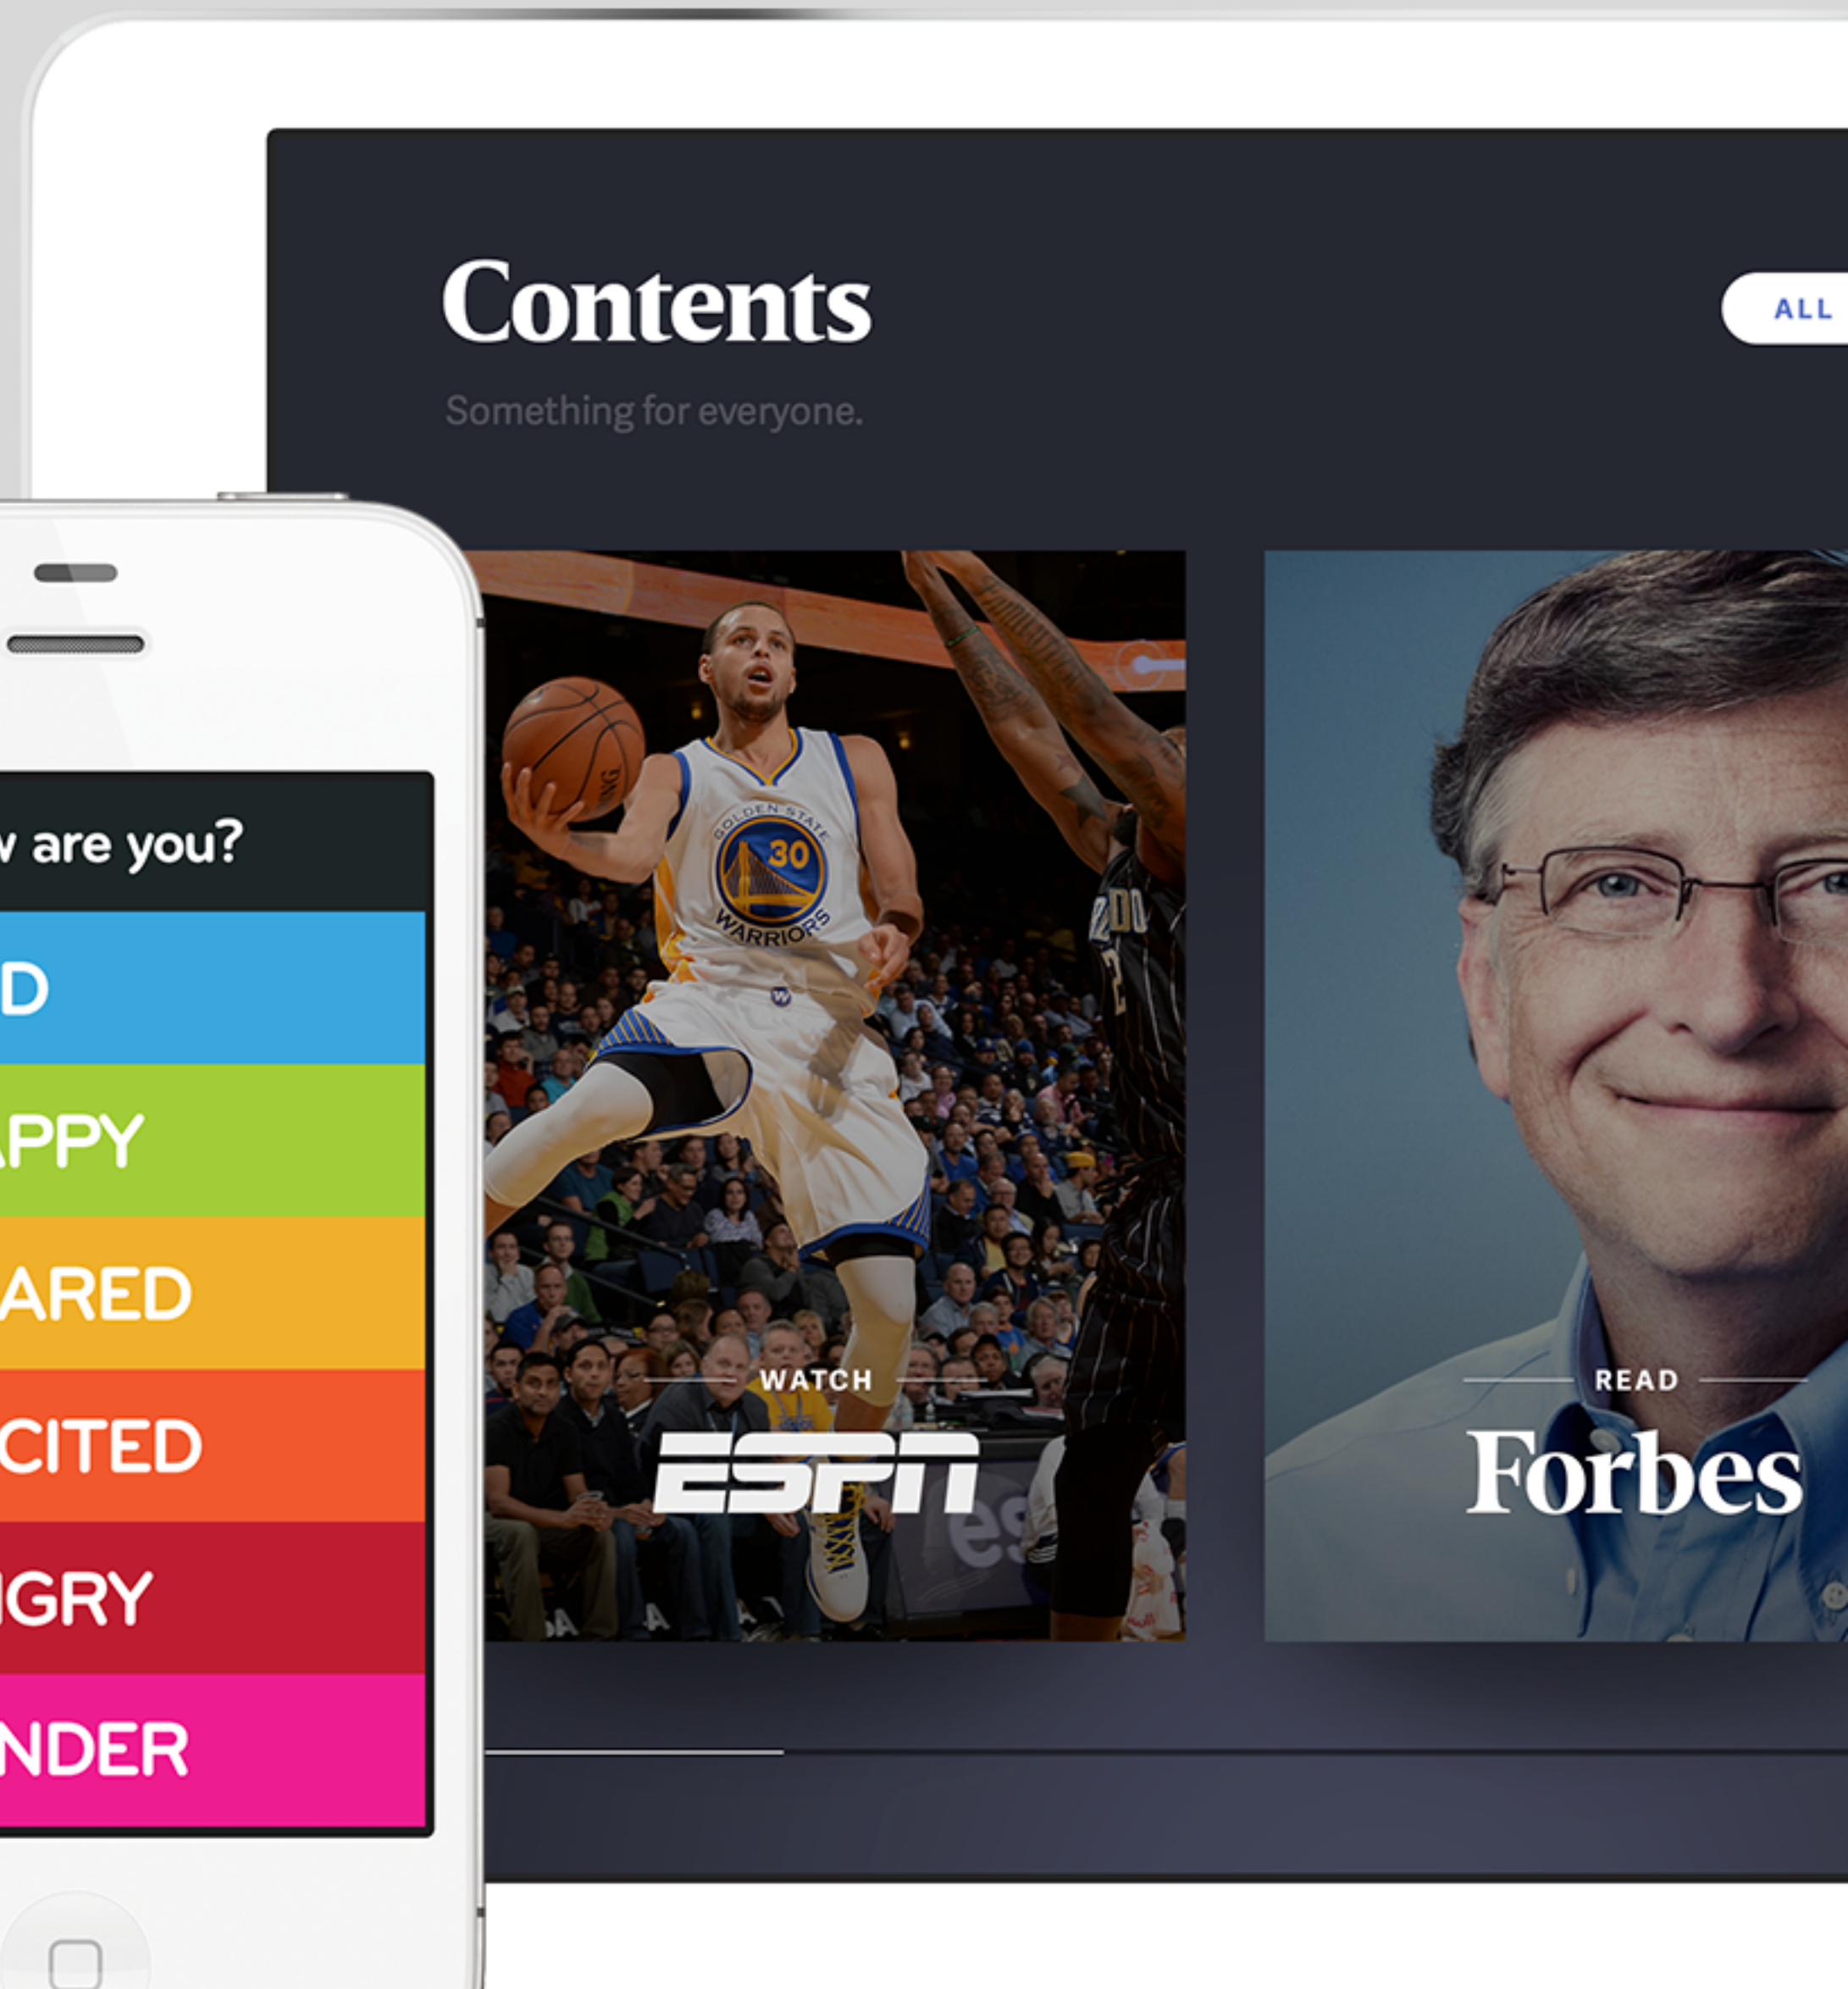 Contents
Something for everyone.
ALL
w are you?
D
APPY
ARED
CITED
NGRY
NDER
GOLDEN STATE
30
WARRIORS
W
WATCH
ESPN
READ
Forbes